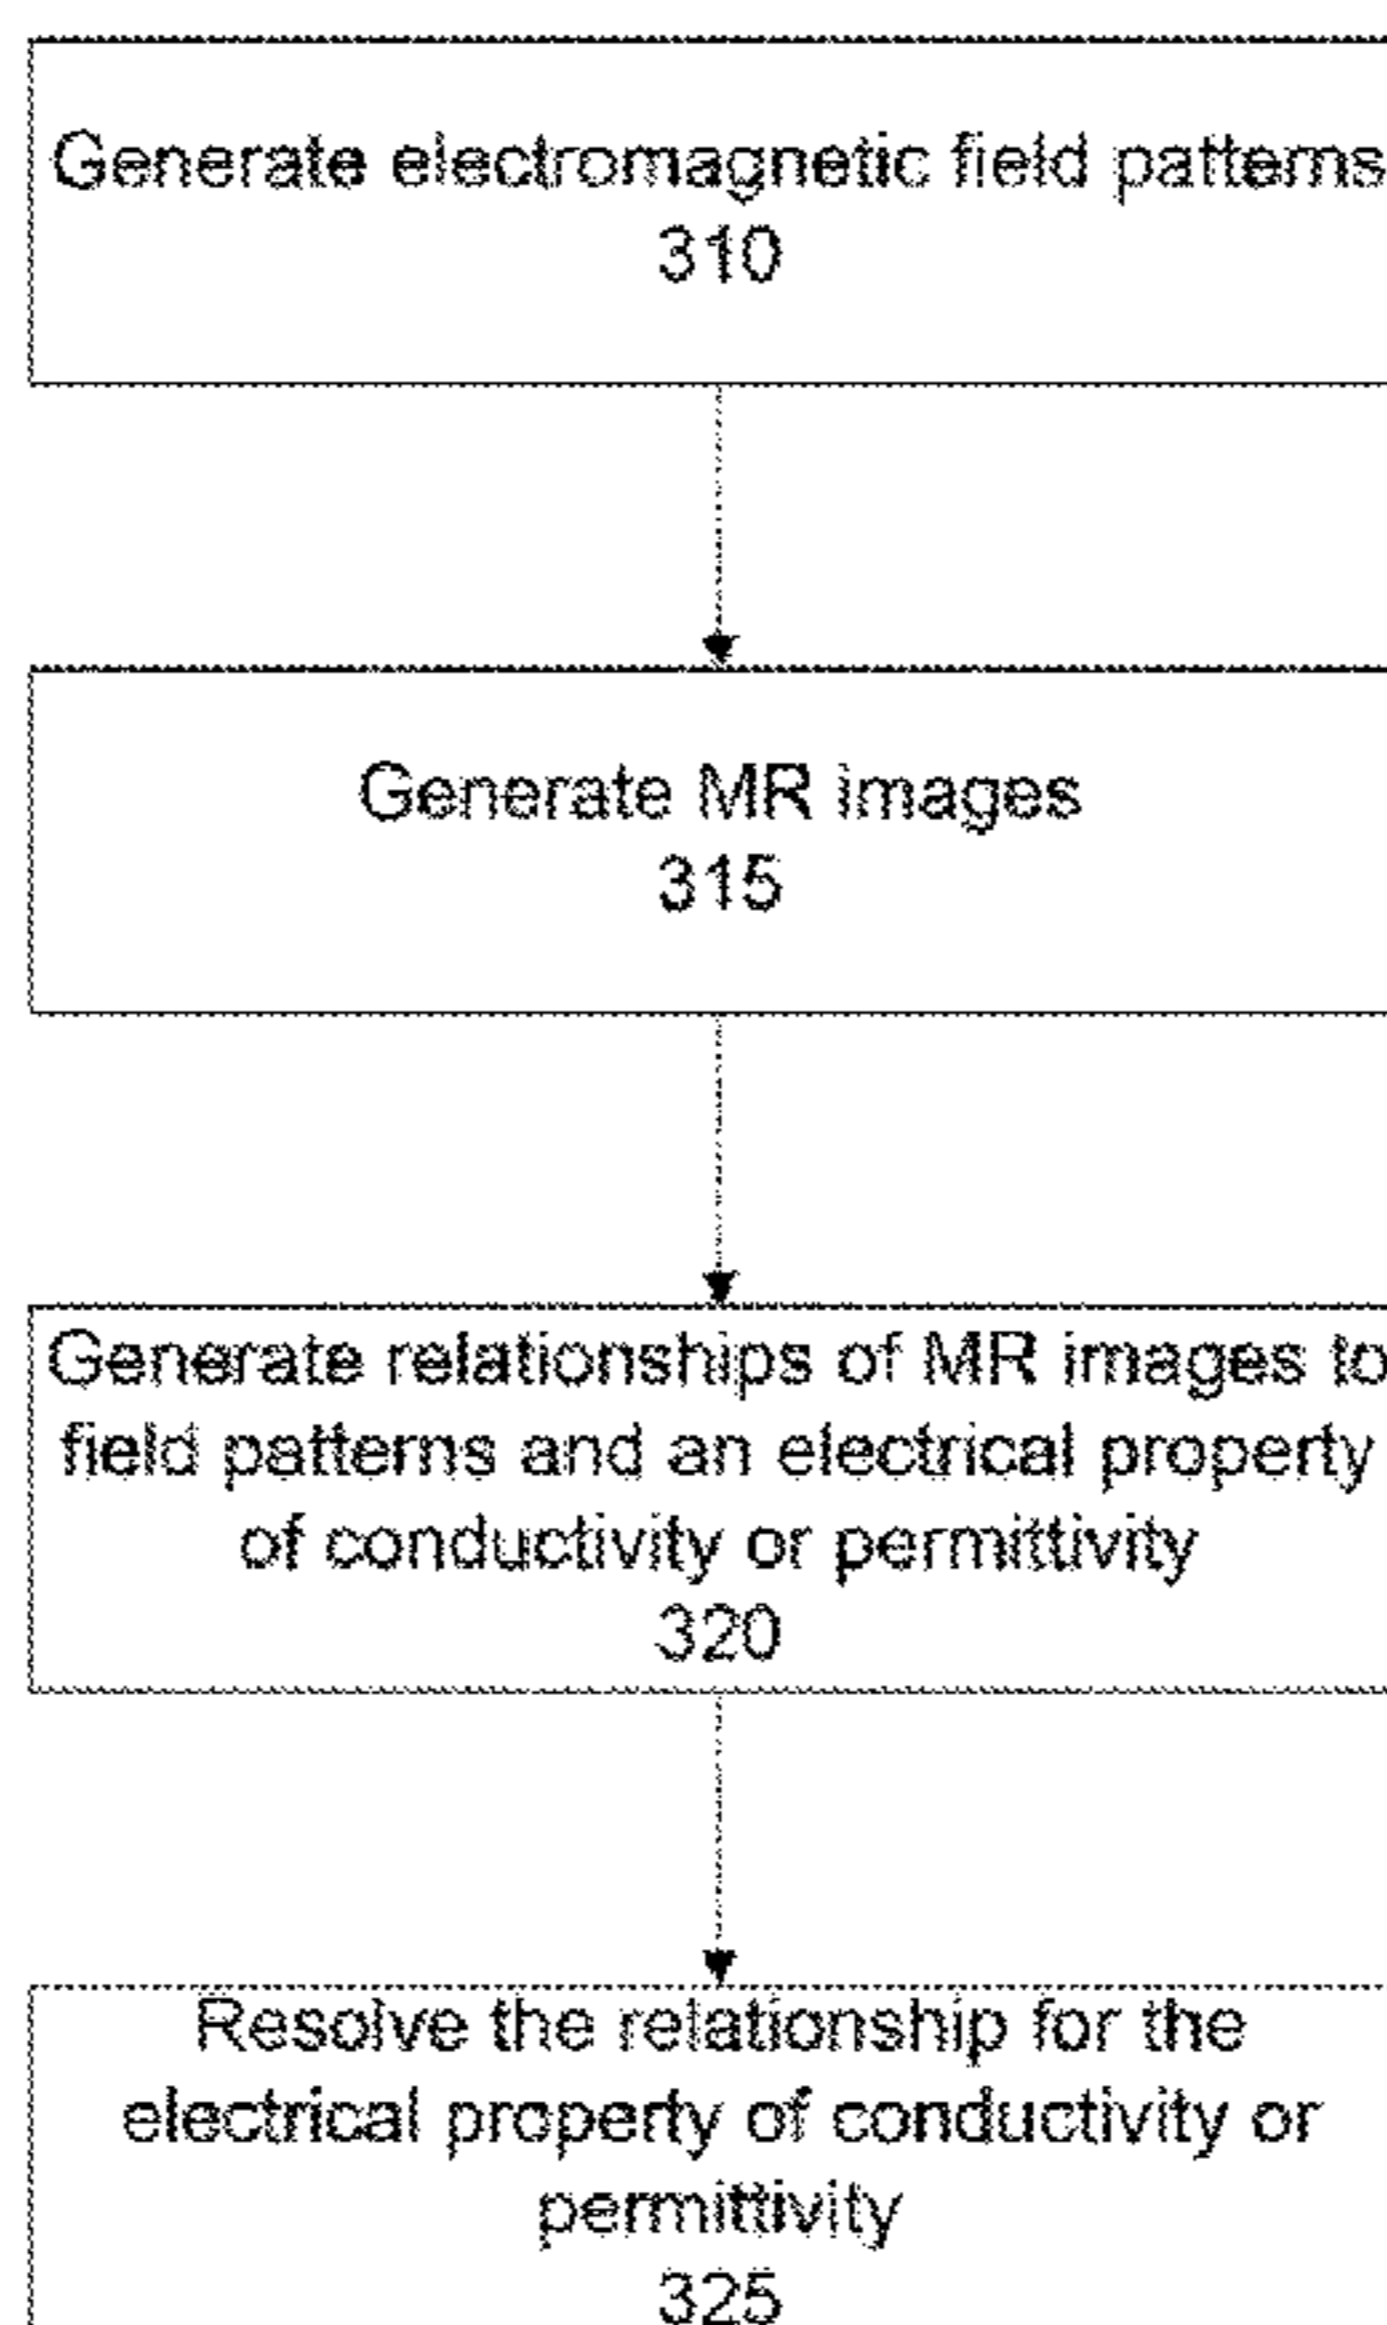 Generate electromagnetic field patterns
310
Generate MR images
315
Generate relationships of MR images to
field patterns and an electrical property
of conductivity or permittivity
320
Resolve the relationship for the
electrical property of conductivity or
permittivity
325